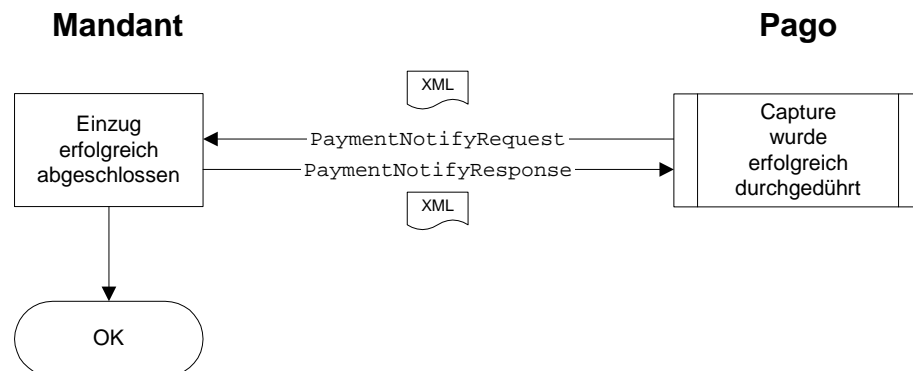 Mandant
Pago
XML
Einzug
erfolgreich
abgeschlossen
PaymentNotifyRequest
PaymentNotifyResponse
XML
Capture
wurde
erfolgreich
durchgedührt
OK